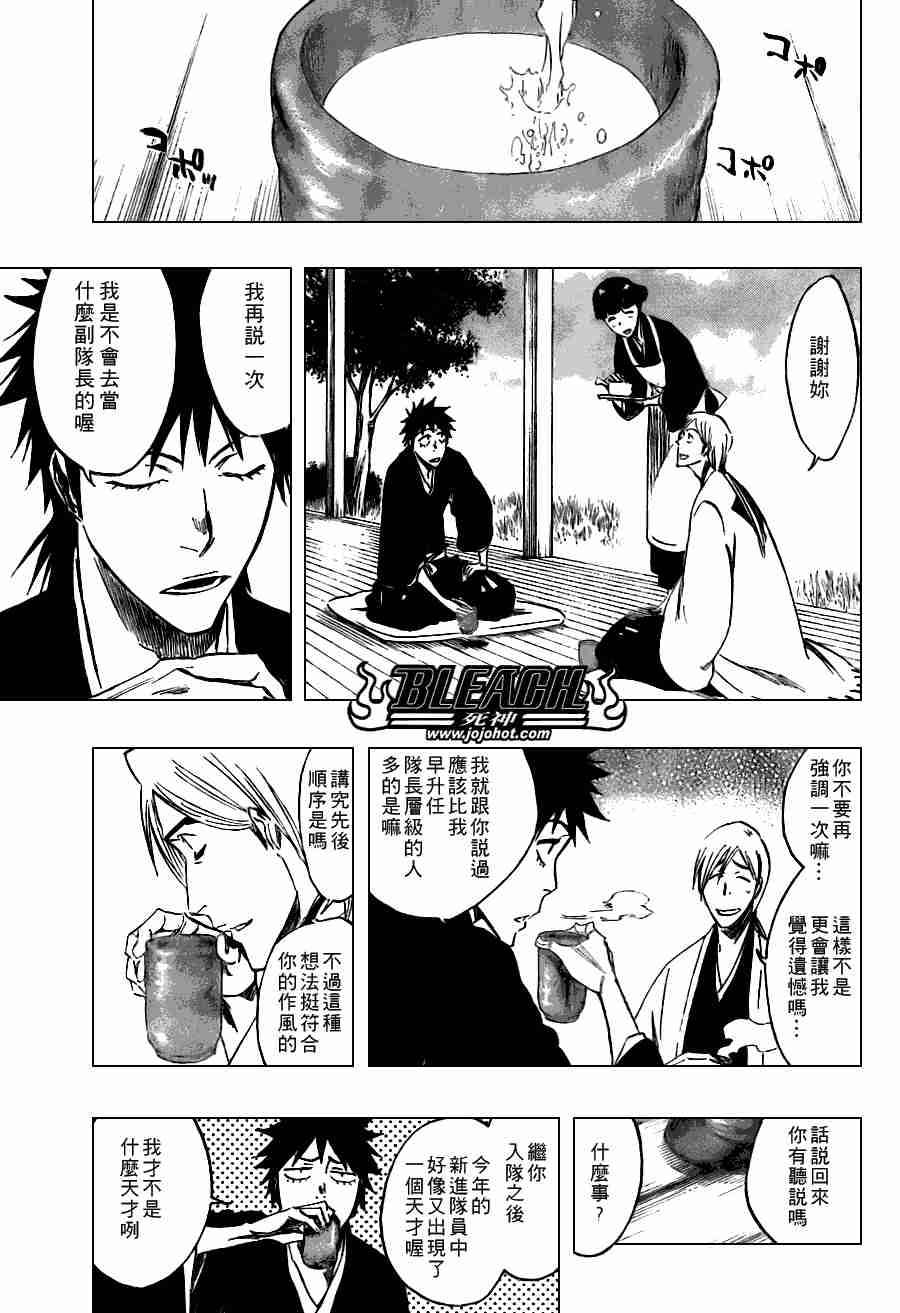 コポ
コポ
コポ
謝謝妳
我再說一次
我是不會去當
什麼副隊長的喔
BLEACH
死神
www.jojohot.com
你不要再
強調一次嘛…
這樣不是
更會讓我
覺得遺憾嗎…
我就跟你說過
應該比我
早升任
隊長層級的人
多的是嘛
講究先後
順序是嗎
不過這種
想法挺符合
你的作風的
話說回來
你有聽說嗎
什麼事?
繼你
入隊之後
今年的
新進隊員中
好像又出現了
一個天才喔
我才不是
什麼天才咧